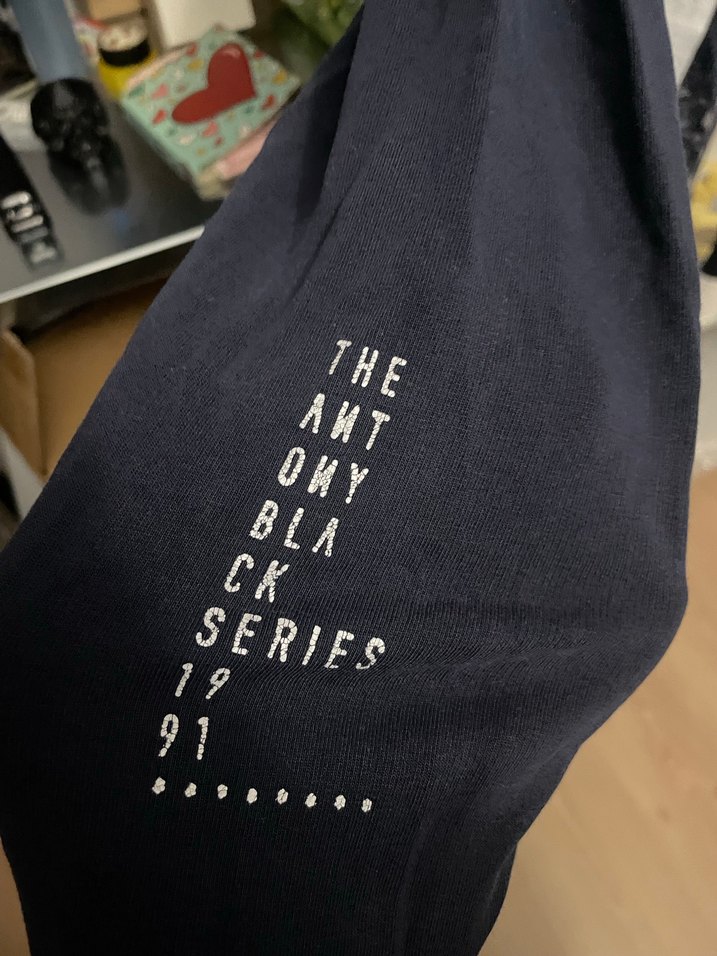 THE
ANT
ONY
BLA
CK
SERIES
19
91
........